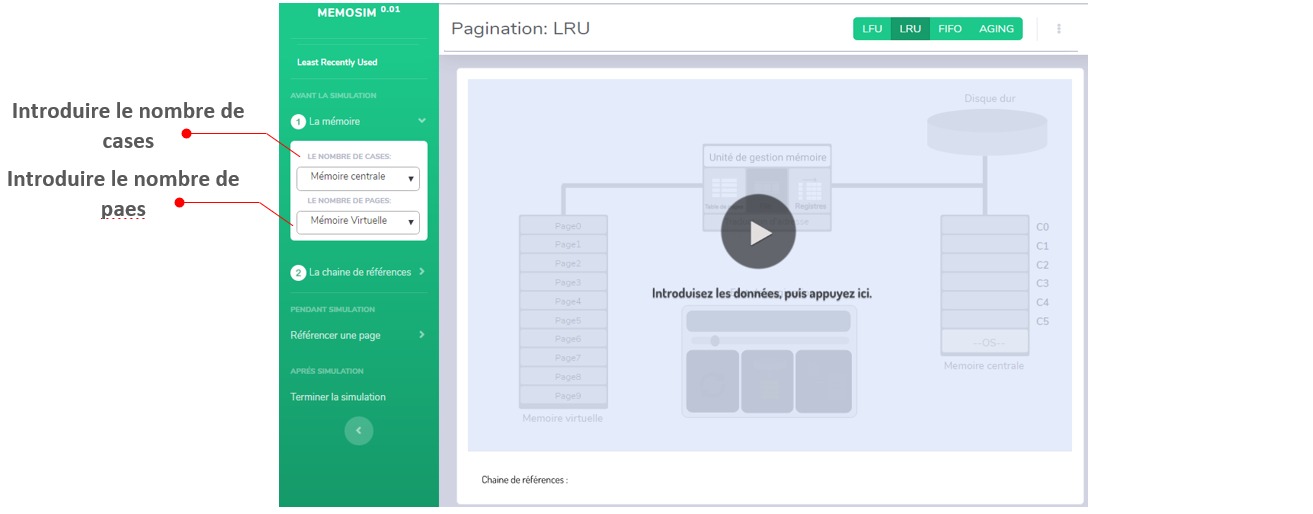 Introduire le nombre de
cases
Introduire le nombre de
paes
MEMOSIM 0.01
Least Recently Used
AVANT LA SIMULATION
1 La mémoire
LE NOMBRE DE CASES:
Mémoire centrale
LE NOMBRE DE PAGES:
Mémoire Virtuelle
2 La chaine de références
PENDANT SIMULATION
Référencer une page
APRÉS SIMULATION
Terminer la simulation
Pagination: LRU
LFU LRU FIFO AGING
Disque dur
Unité de gestion mémoire
Registres
Page0
Page1
Page2
Page3
Page4
Page5
Page6
Page7
Page8
Page9
Memoire virtuelle
Introduisez les données, puis appuyez ici.
C0
C1
C2
C3
C4
C5
--OS--
Memoire centrale
Chaine de références :